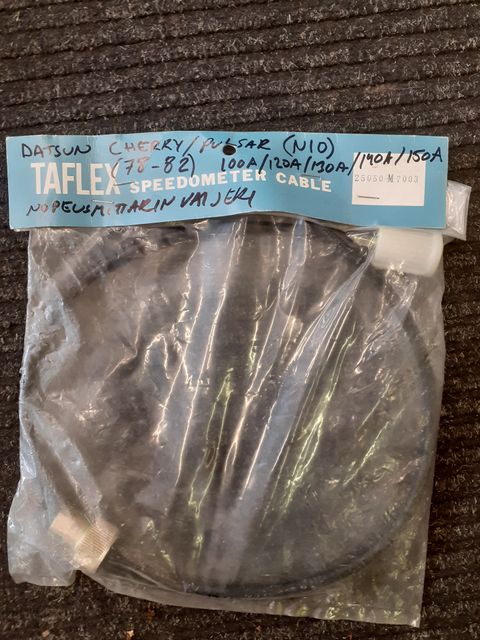 DATSUN CHERRY/PULSAR (N10)
(78-82) 100A/120A/130A/140A/150A
TAFLEX SPEEDOMETER CABLE
25050-M7003
NOPEUSMITTARIN VAIJERI